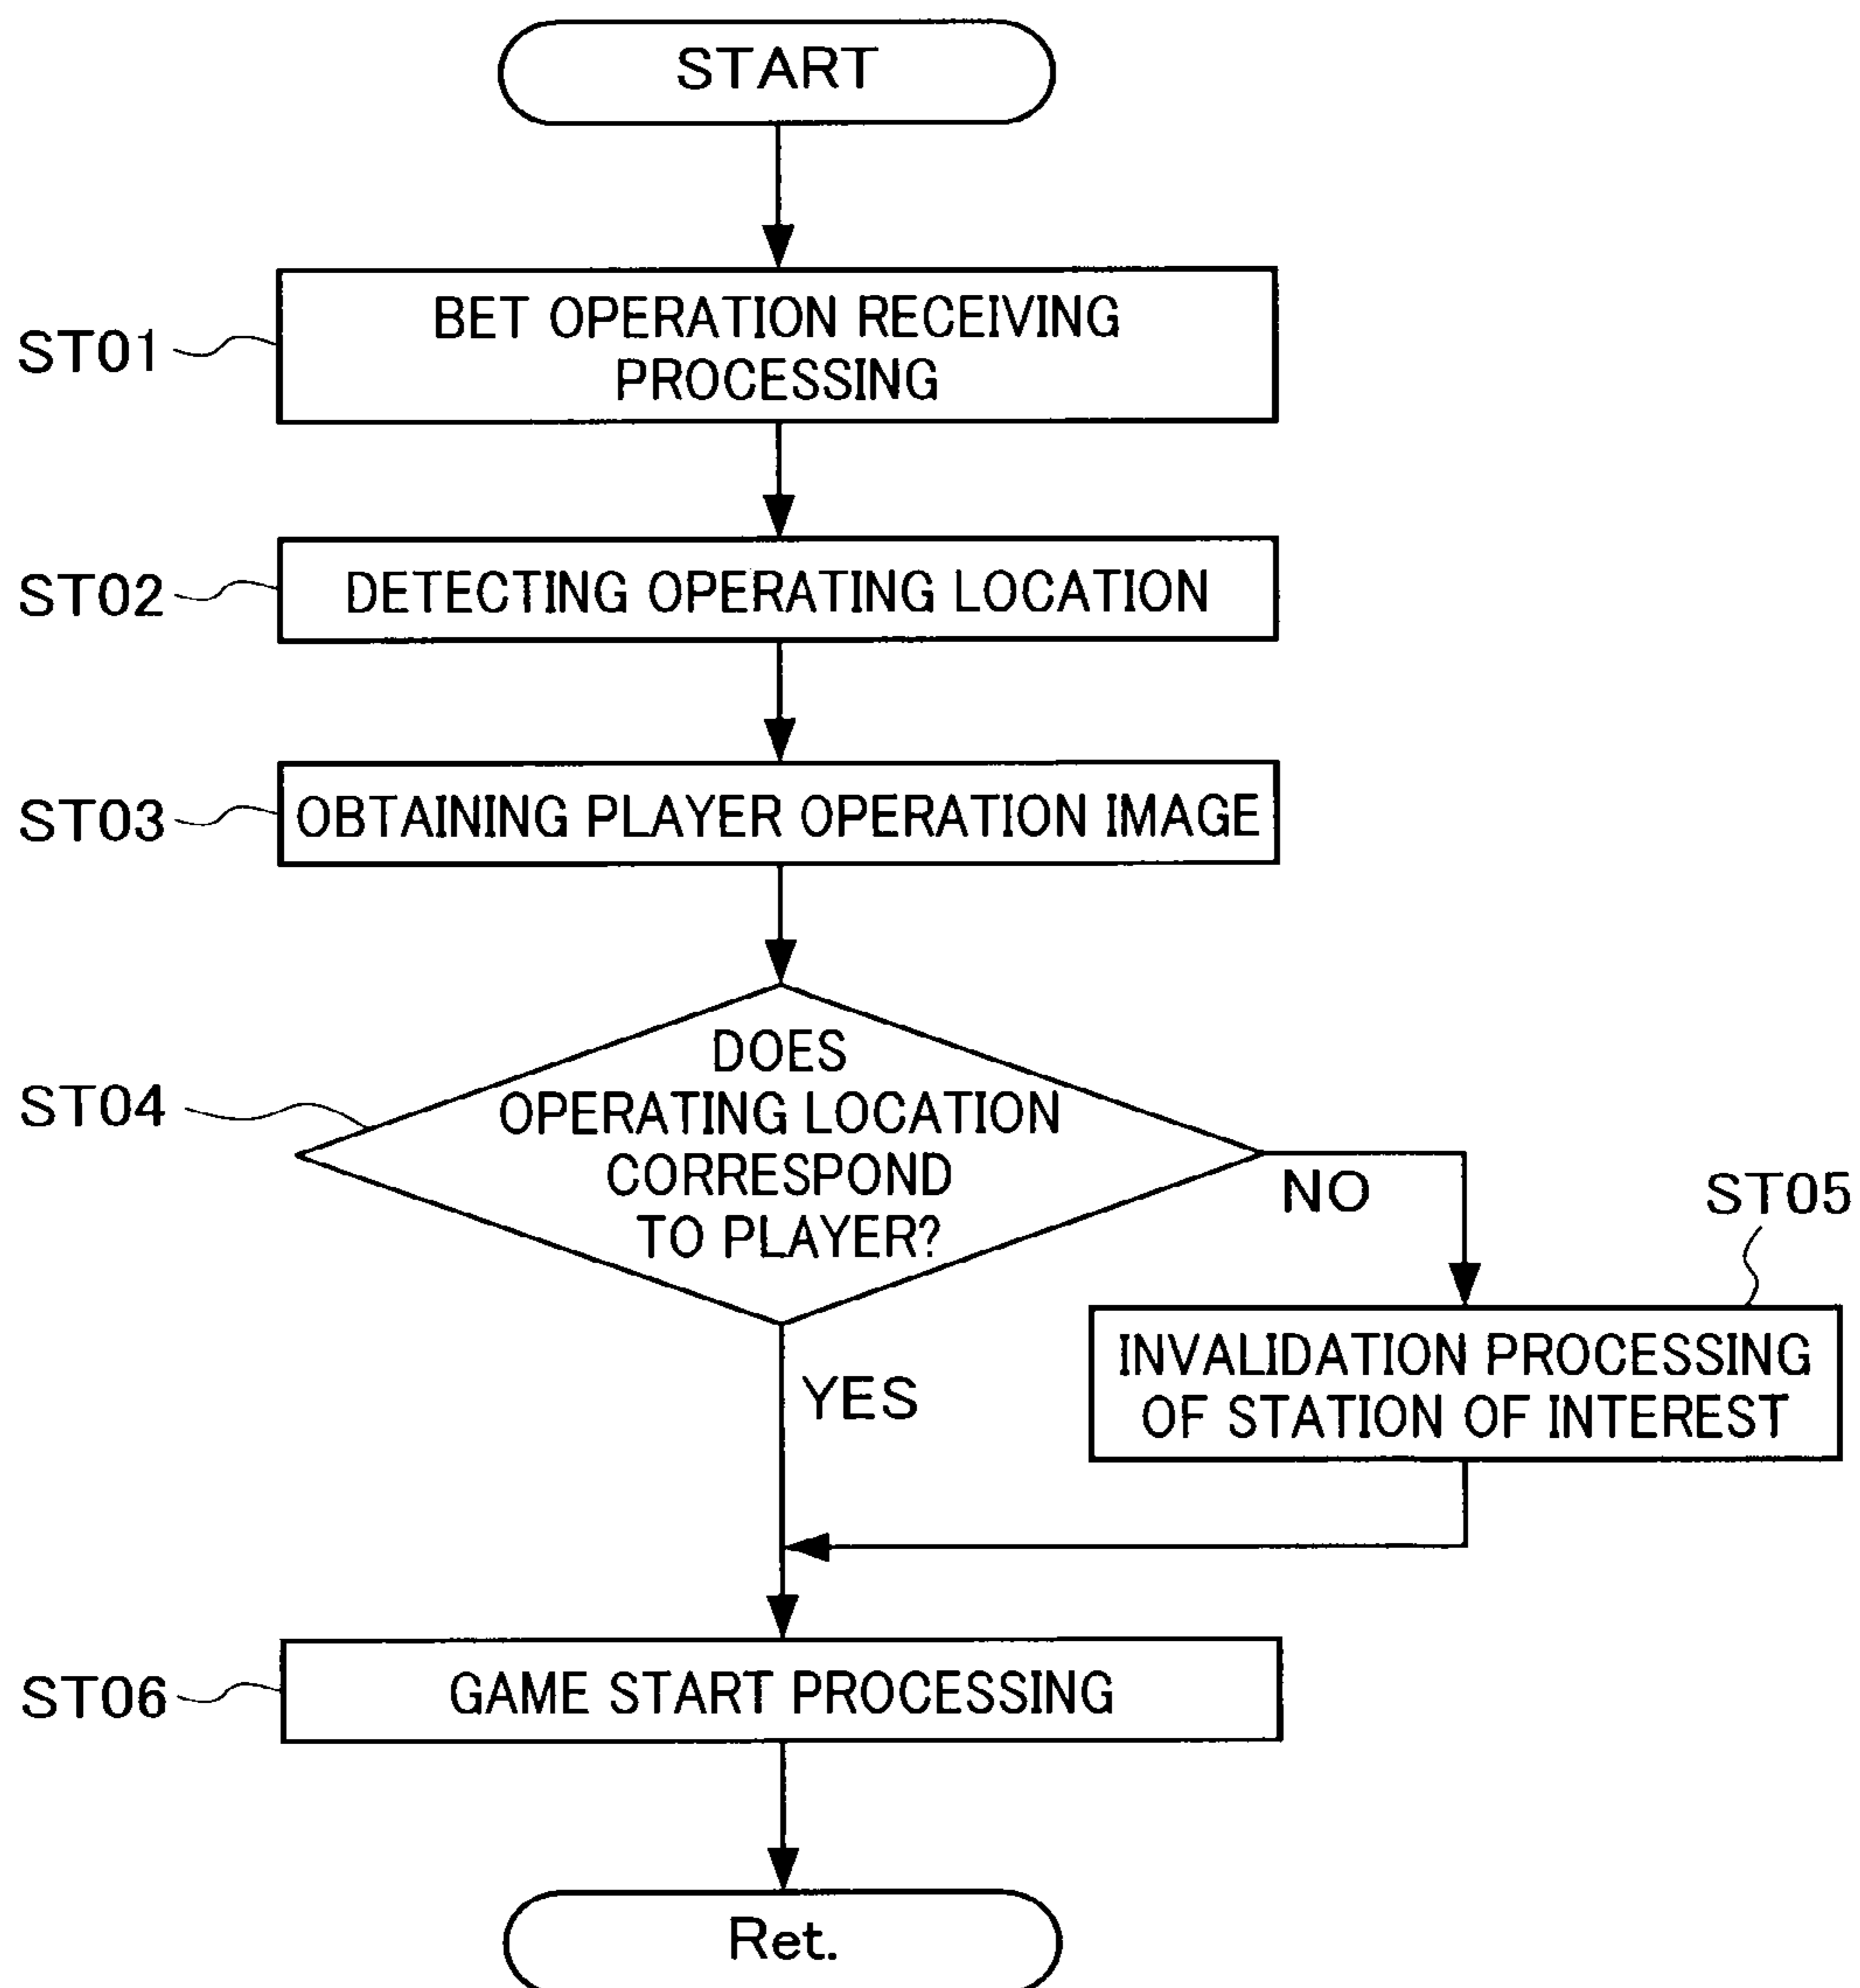 START
ST01
BET OPERATION RECEIVING
PROCESSING
ST02
DETECTING OPERATING LOCATION
ST03
OBTAINING PLAYER OPERATION IMAGE
ST04
DOES
OPERATING LOCATION
CORRESPOND
TO PLAYER?
NO
YES
ST05
INVALIDATION PROCESSING
OF STATION OF INTEREST
ST06
GAME START PROCESSING
Ret.